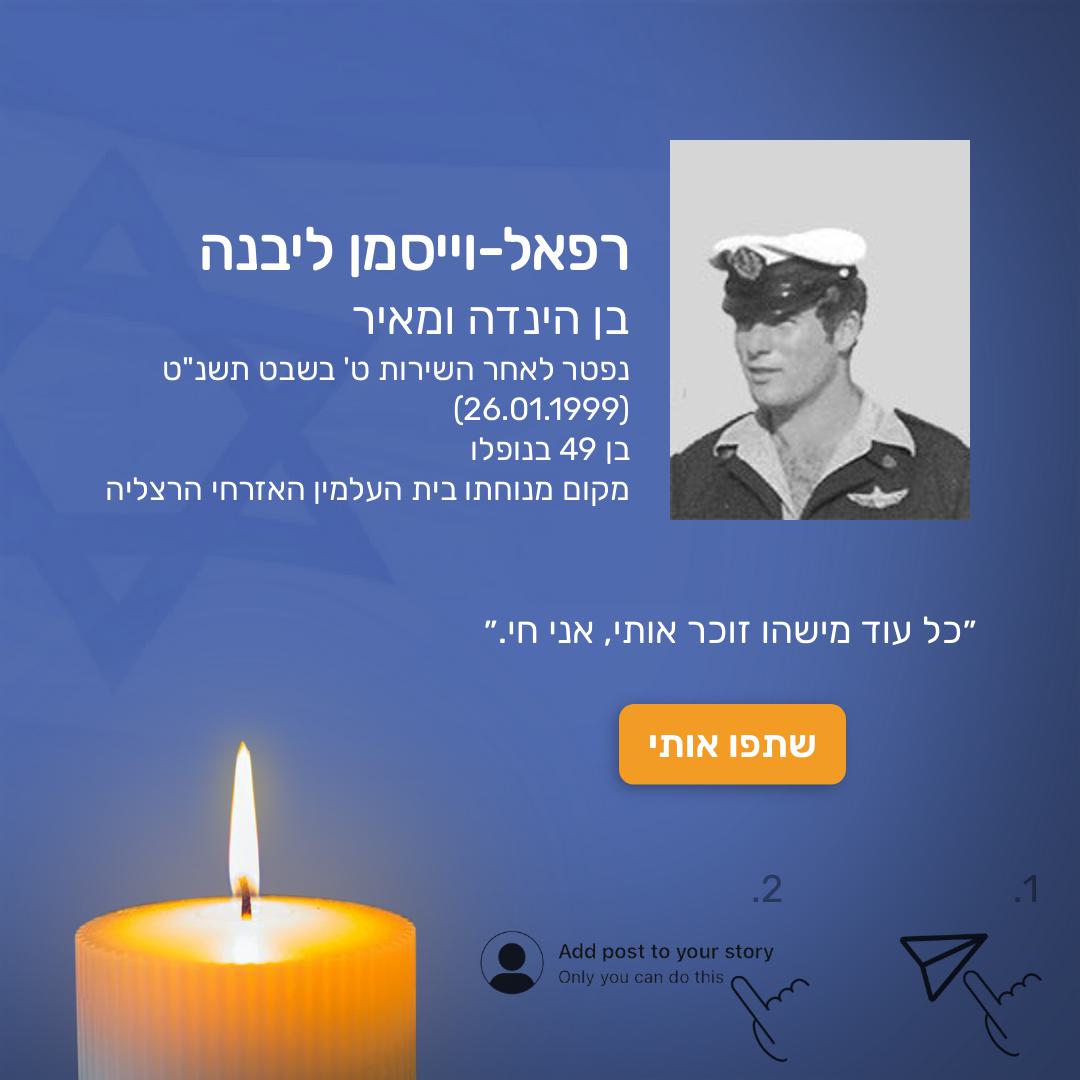 רפאל-וייסמן ליבנה
בן הינדה ומאיר
נפטר לאחר השירות ט' בשבט תשנ"ט
(26.01.1999)
בן 49 בנופלו
מקום מנוחתו בית העלמין האזרחי הרצליה
״כל עוד מישהו זוכר אותי, אני חי.״
שתפו אותי
.1
.2
Add post to your story
Only you can do this